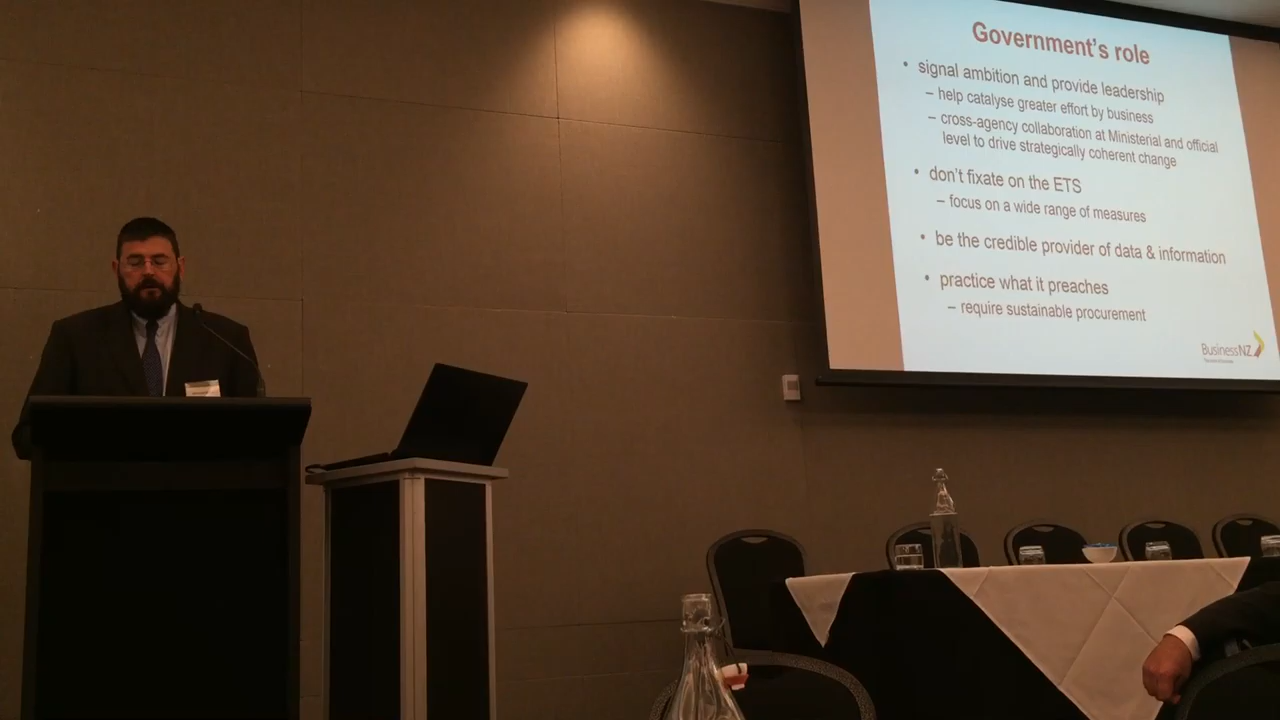 Government's role
• signal ambition and provide leadership
– help catalyse greater effort by business
– cross-agency collaboration at Ministerial and official
level to drive strategically coherent change
• don't fixate on the ETS
– focus on a wide range of measures
• be the credible provider of data & information
• practice what it preaches
– require sustainable procurement
BusinessNZ